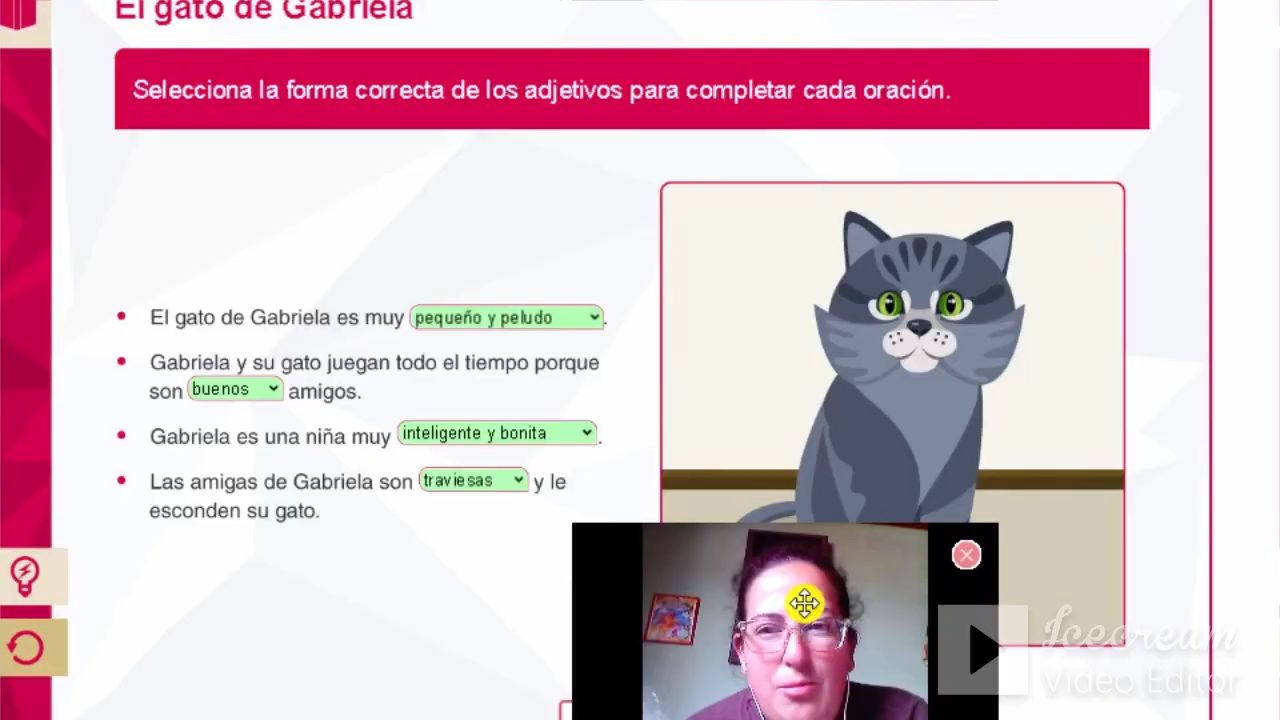 El gato de Gabriela
Selecciona la forma correcta de los adjetivos para completar cada oración.
El gato de Gabriela es muy pequeño y peludo.
Gabriela y su gato juegan todo el tiempo porque
son buenos amigos.
Gabriela es una niña muy inteligente y bonita.
Las amigas de Gabriela son traviesas y le
esconden su gato.
Icecream
Video Editor